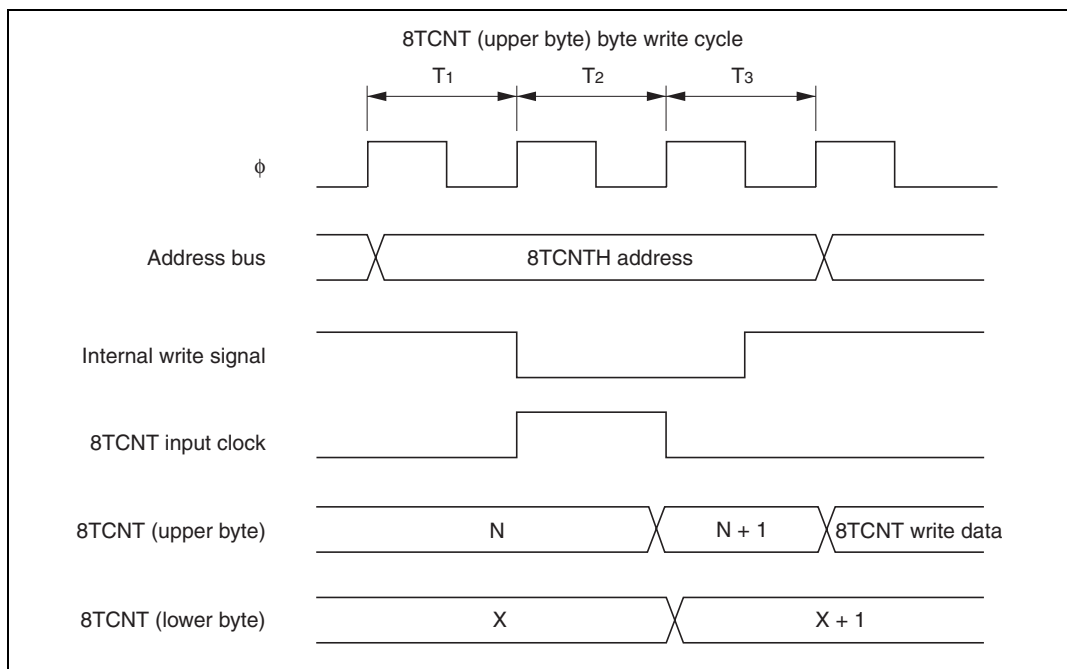 8TCNT (upper byte) byte write cycle
T1 T2 T3
φ
Address bus 8TCNTH address
Internal write signal
8TCNT input clock
8TCNT (upper byte) N N + 1 8TCNT write data
8TCNT (lower byte) X X + 1